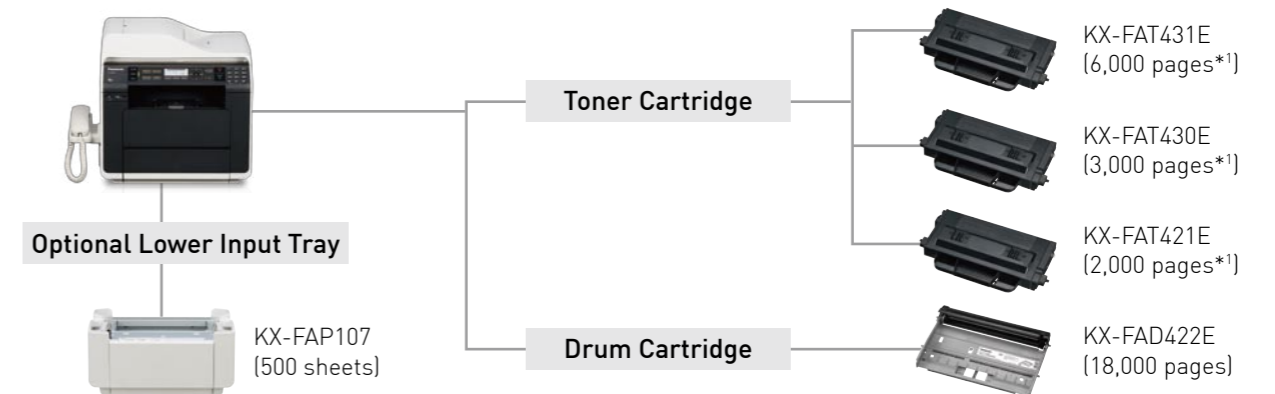 Toner Cartridge
KX-FAT431E
(6,000 pages*1)
KX-FAT430E
(3,000 pages*1)
KX-FAT421E
(2,000 pages*1)
Optional Lower Input Tray
KX-FAP107
(500 sheets)
Drum Cartridge
KX-FAD422E
(18,000 pages)